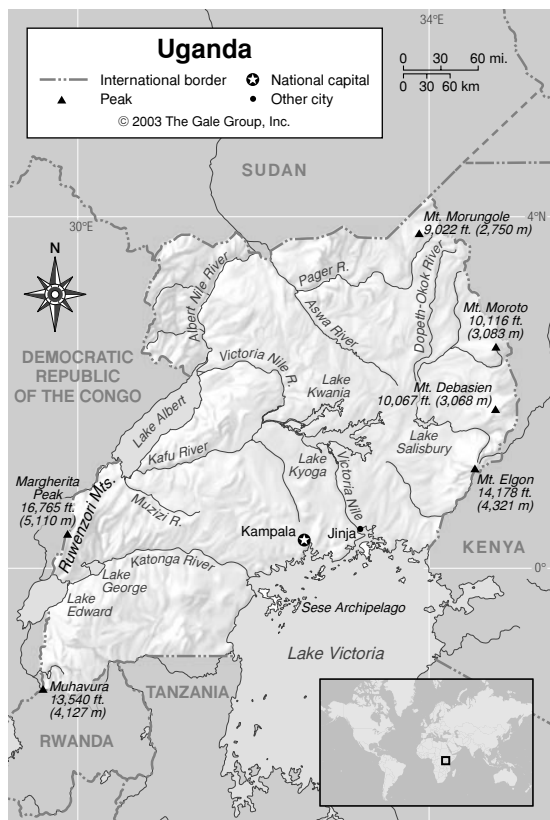 Uganda
International border
Peak
National capital
Other city
© 2003 The Gale Group, Inc.
34°E
0 30 60 mi.
0 30 60 km
SUDAN
30°E
4°N
Mt. Morungole
9,022 ft. (2,750 m)
N
Albert Nile River
Pager R.
Aswa River
Dopeth-Okok River
Mt. Moroto
10,116 ft.
(3,083 m)
DEMOCRATIC
REPUBLIC
OF THE CONGO
Victoria Nile R.
Lake
Kwania
Mt. Debasien
10,067 ft. (3,068 m)
Lake Albert
Kafu River
Lake
Kyoga
Victoria Nile
Lake
Salisbury
Margherita
Peak
16,765 ft.
(5,110 m)
Ruwenzori Mts.
Muzizi R.
Mt. Elgon
14,178 ft.
(4,321 m)
Kampala
Jinja
KENYA
Katonga River
0°
Lake
George
Lake
Edward
Sese Archipelago
Lake Victoria
Muhavura
13,540 ft.
(4,127 m)
TANZANIA
RWANDA